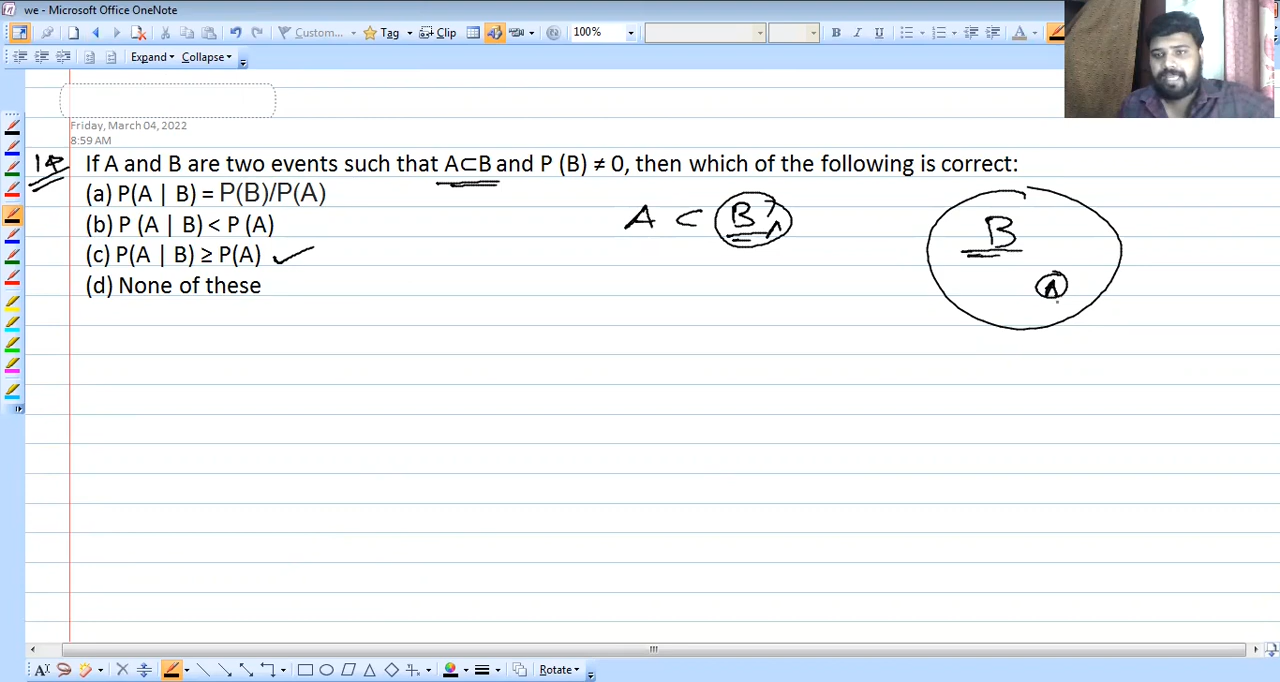 we - Microsoft Office OneNote
Custom... Tag Clip 100% B I U A
Expand Collapse
Friday, March 04, 2022
8:59 AM
If A and B are two events such that A⊂B and P (B) ≠ 0, then which of the following is correct:
(a) P(A | B) = P(B)/P(A)
(b) P (A | B) < P (A)
(c) P(A | B) ≥ P(A) ✓
(d) None of these
A ⊂ B
B
A
Rotate